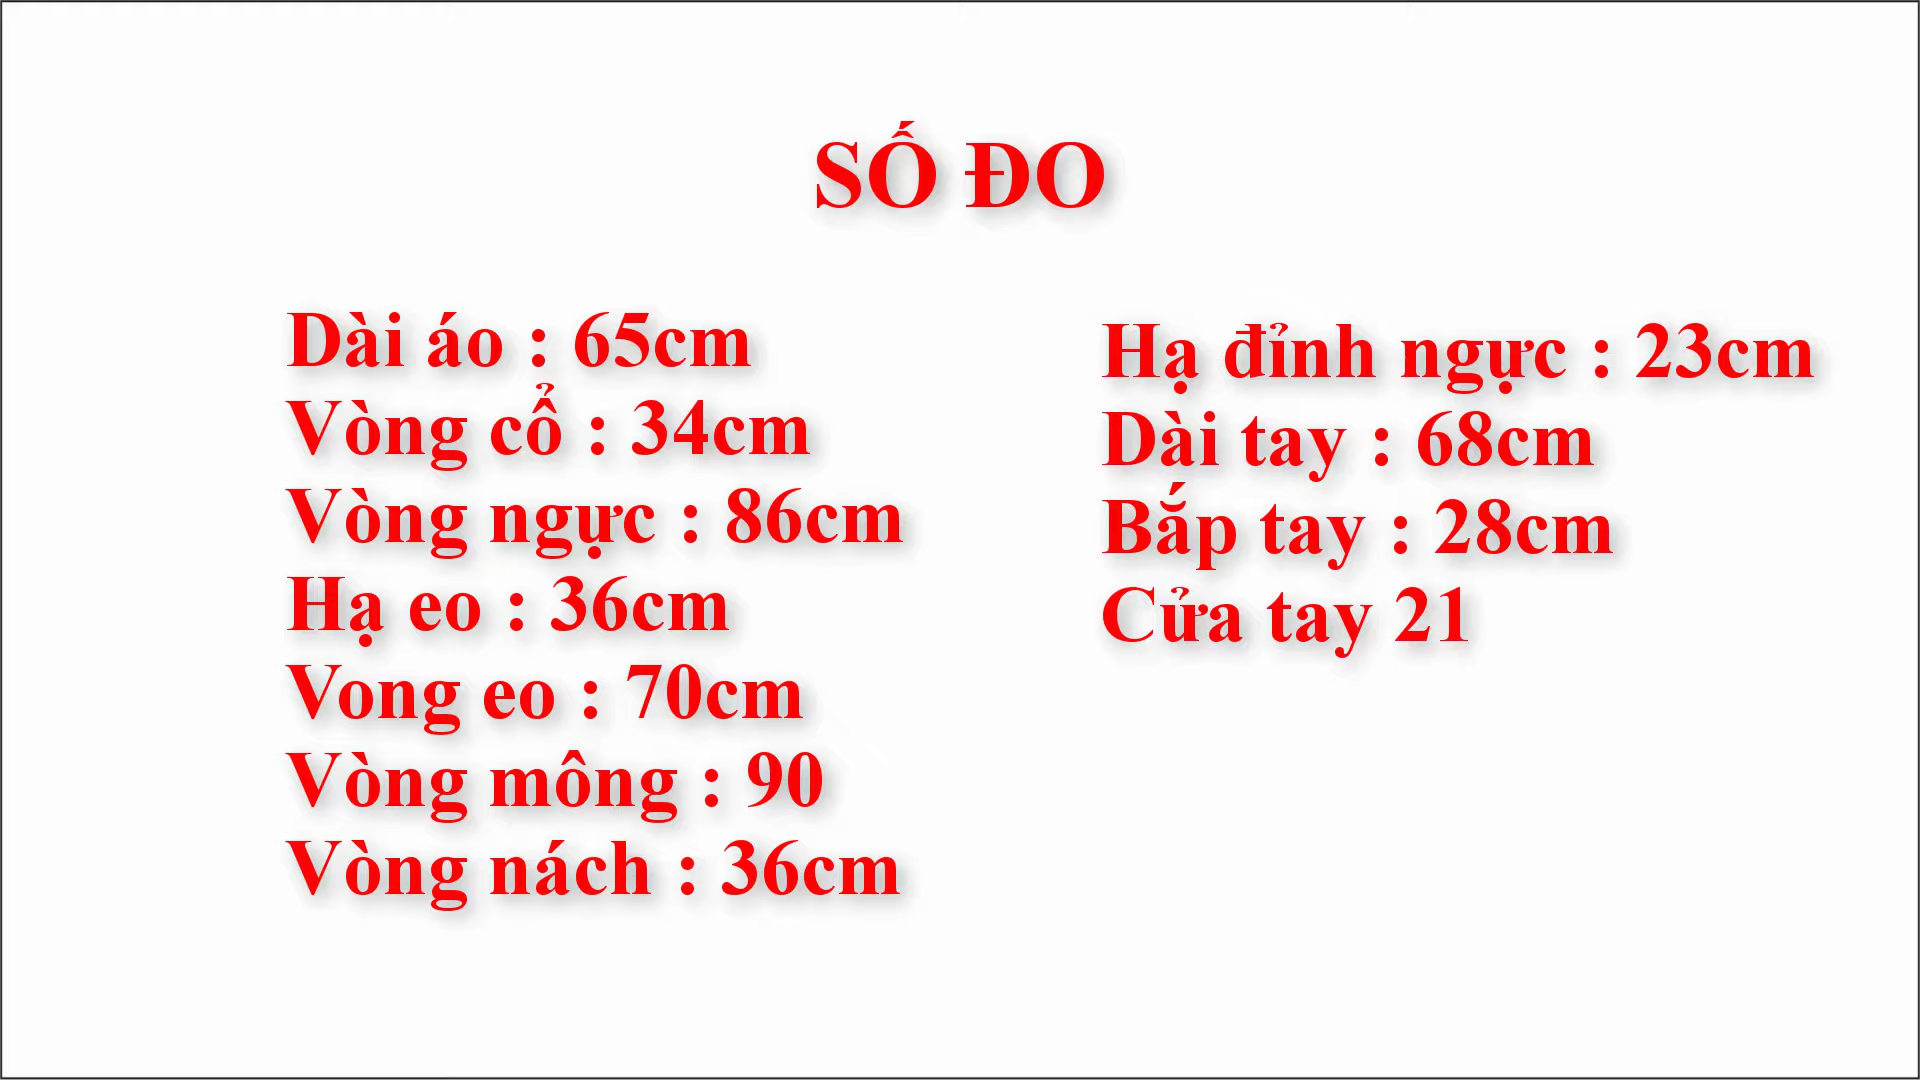 SỐ ĐO
Dài áo : 65cm
Vòng cổ : 34cm
Vòng ngực : 86cm
Hạ eo : 36cm
Vong eo : 70cm
Vòng mông : 90
Vòng nách : 36cm
Hạ đỉnh ngực : 23cm
Dài tay : 68cm
Bắp tay : 28cm
Cửa tay 21